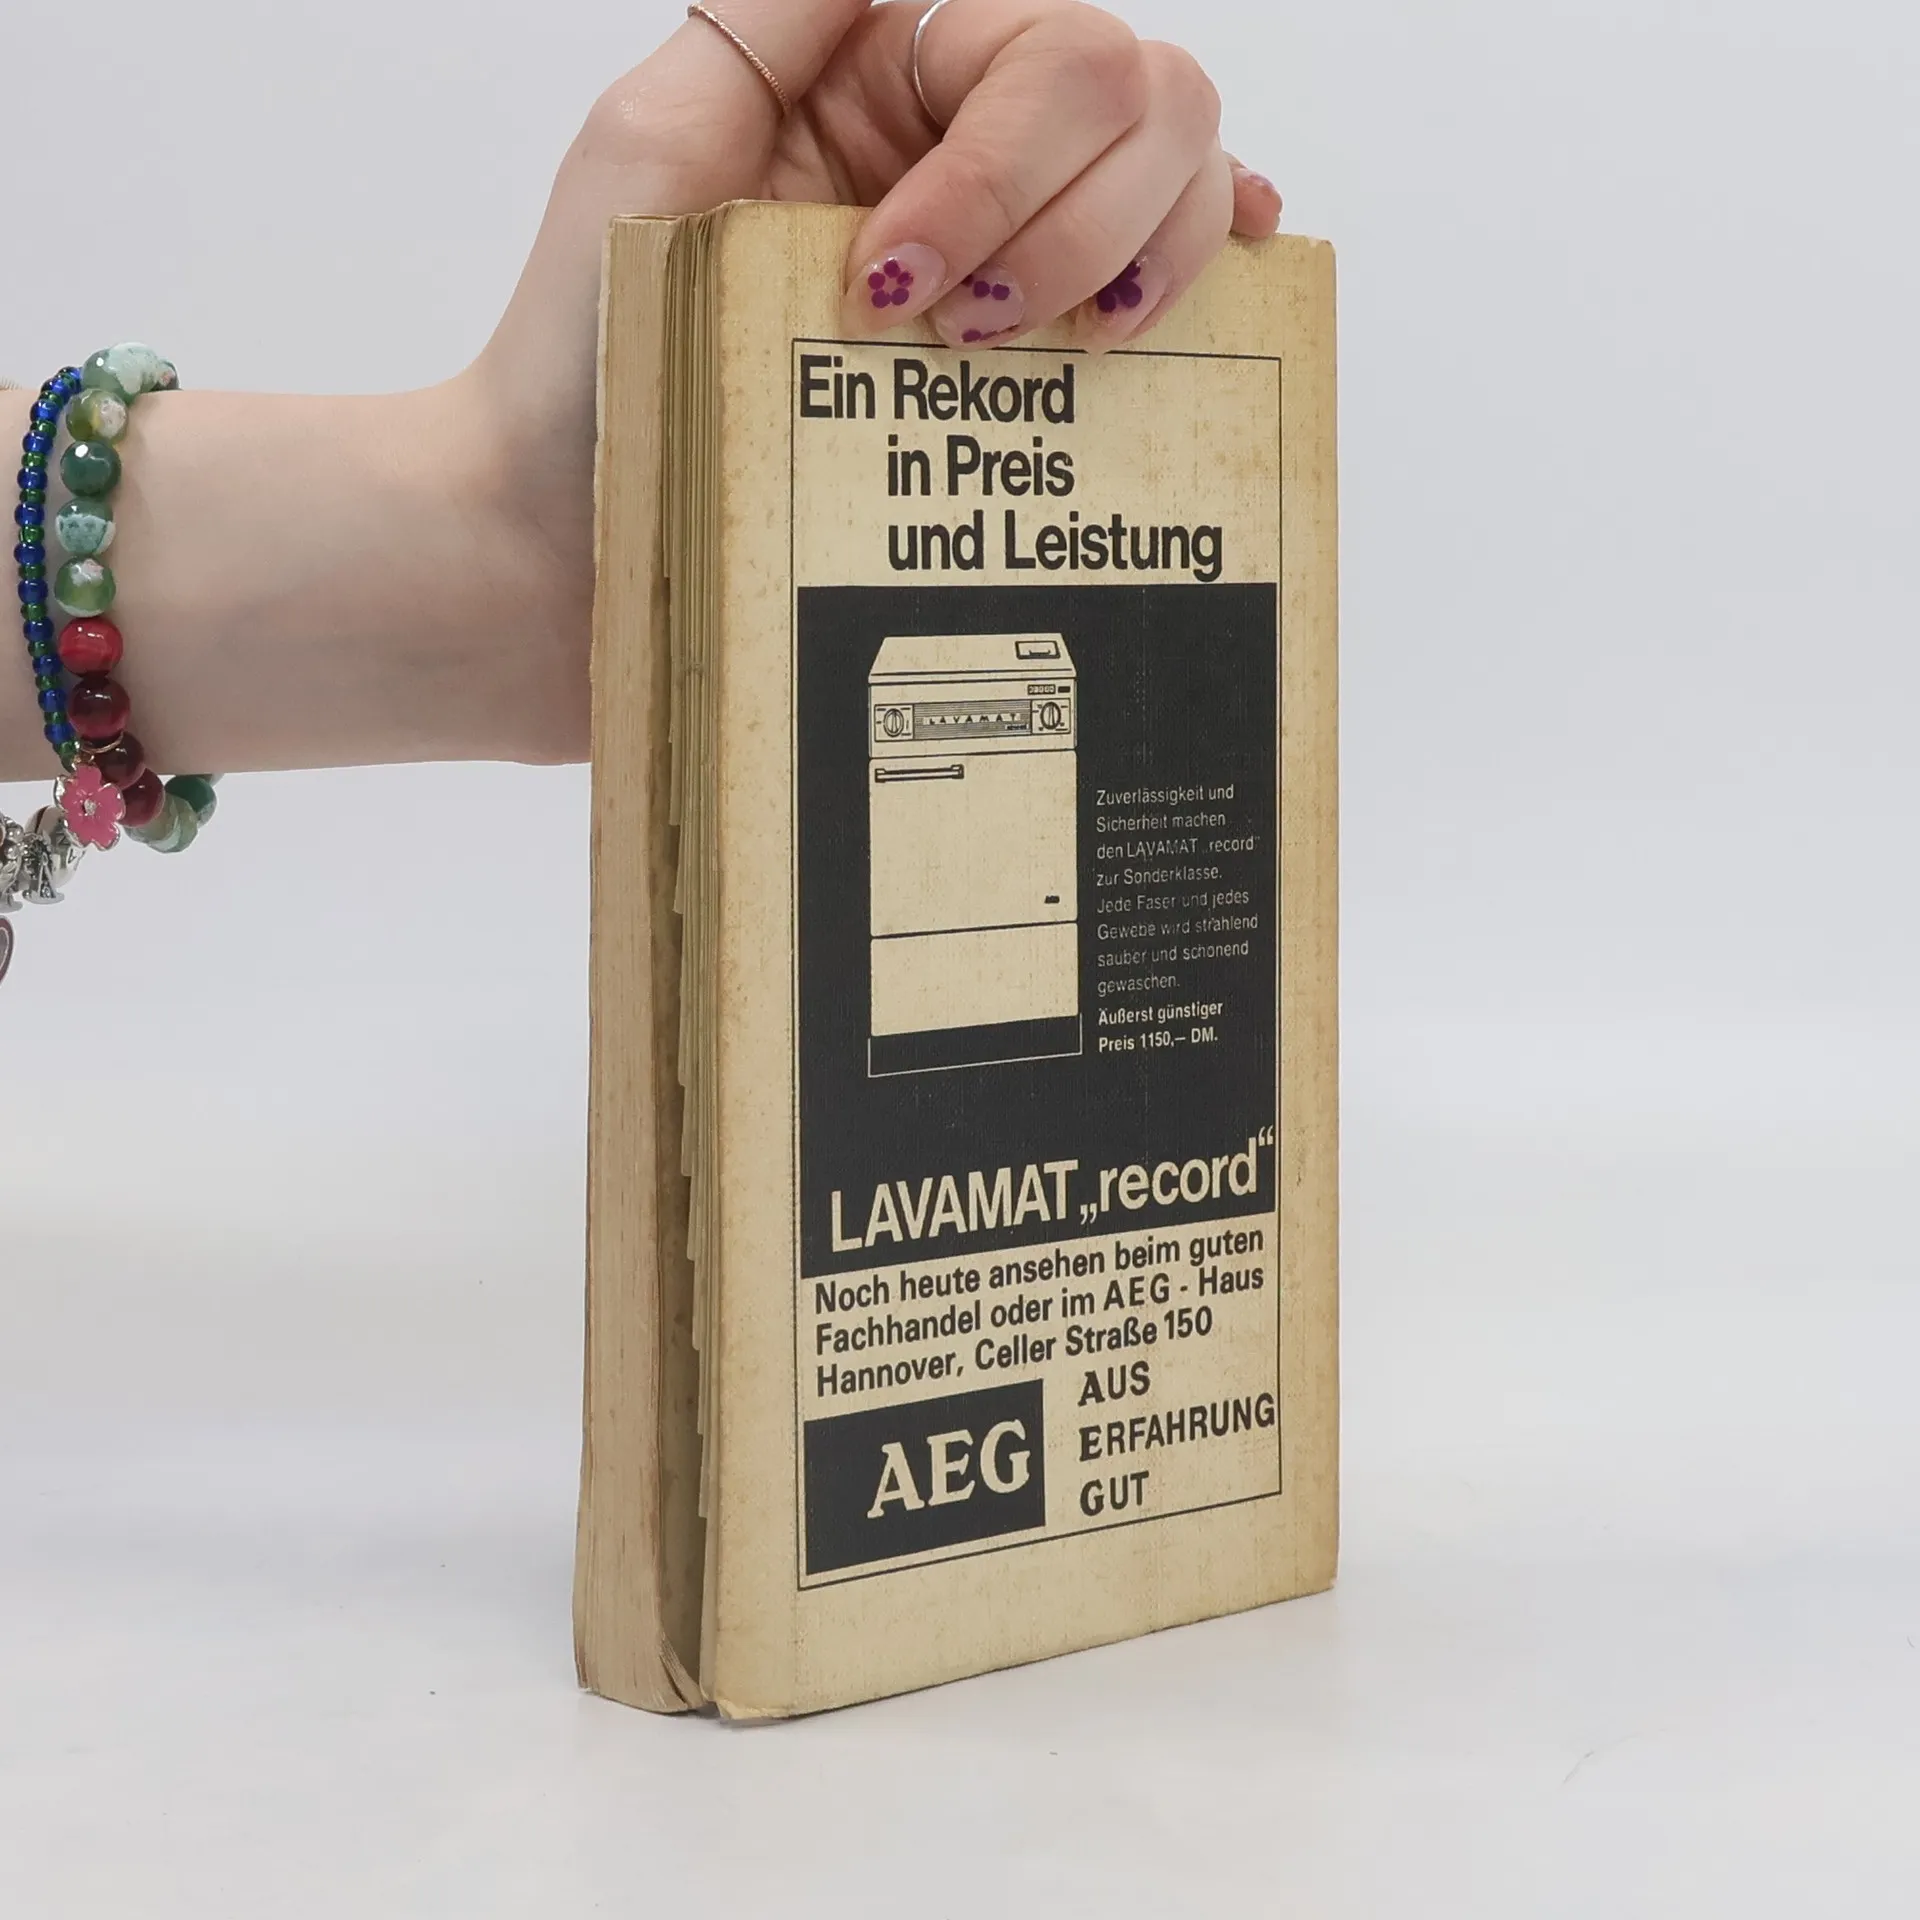 Ein Rekord
in Preis
und Leistung
LAVAMAT
Zuverlässigkeit und
Sicherheit machen
den LAVAMAT „record“
zur Sonderklasse.
Jede Faser und jedes
Gewebe wird strahlend
sauber und schonend
gewaschen.
Äußerst günstiger
Preis 1150,– DM.
LAVAMAT „record“
Noch heute ansehen beim guten
Fachhandel oder im AEG - Haus
Hannover, Celler Straße 150
AEG
AUS
ERFAHRUNG
GUT